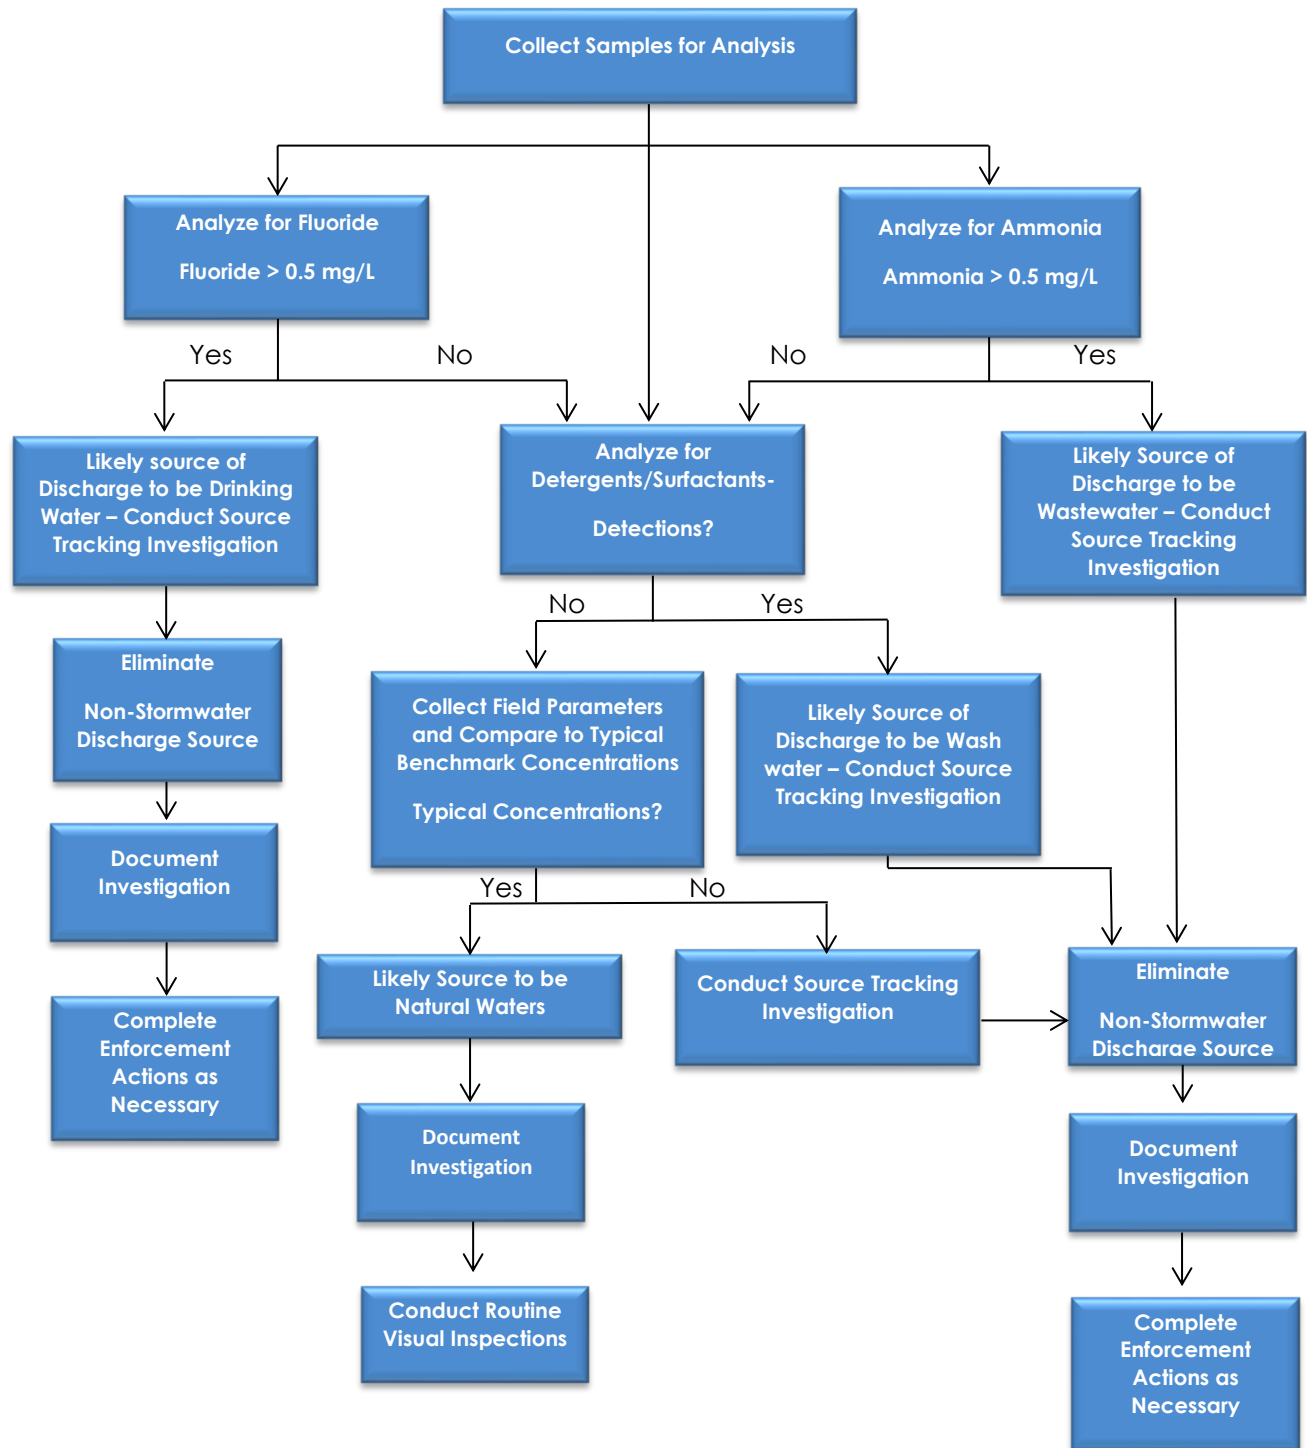 Collect Samples for Analysis
Analyze for Fluoride
Fluoride > 0.5 mg/L
Analyze for Ammonia
Ammonia > 0.5 mg/L
Yes
No
No
Yes
Likely source of
Discharge to be Drinking
Water – Conduct Source
Tracking Investigation
Analyze for
Detergents/Surfactants-
Detections?
Likely Source of
Discharge to be
Wastewater – Conduct
Source Tracking
Investigation
No
Yes
Eliminate
Non-Stormwater
Discharge Source
Collect Field Parameters
and Compare to Typical
Benchmark Concentrations
Typical Concentrations?
Likely Source of
Discharge to be Wash
water – Conduct Source
Tracking Investigation
Document
Investigation
Yes
No
Complete
Enforcement
Actions as
Necessary
Likely Source to be
Natural Waters
Conduct Source Tracking
Investigation
Eliminate
Non-Stormwater
Discharae Source
Document
Investigation
Document
Investigation
Conduct Routine
Visual Inspections
Complete
Enforcement
Actions as
Necessary